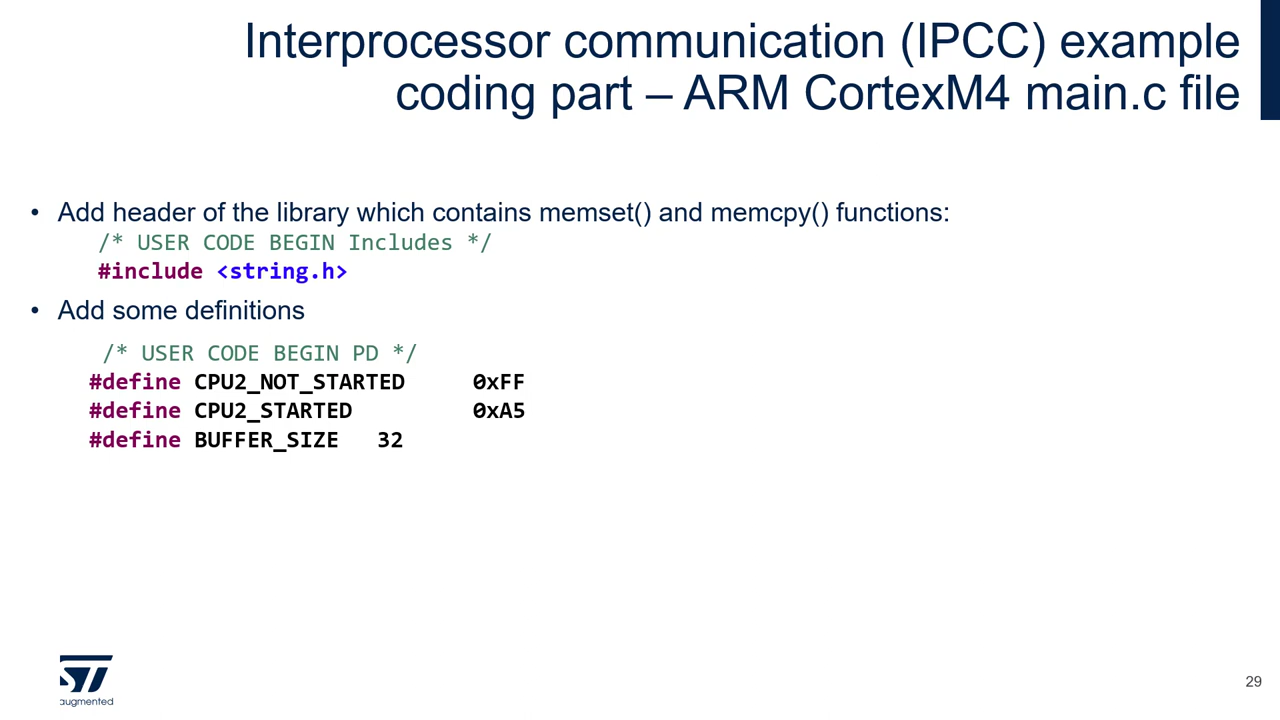 Interprocessor communication (IPCC) example
coding part – ARM CortexM4 main.c file
• Add header of the library which contains memset() and memcpy() functions:
/* USER CODE BEGIN Includes */
#include <string.h>
• Add some definitions
/* USER CODE BEGIN PD */
#define CPU2_NOT_STARTED 0xFF
#define CPU2_STARTED 0xA5
#define BUFFER_SIZE 32
ST
augmented
29